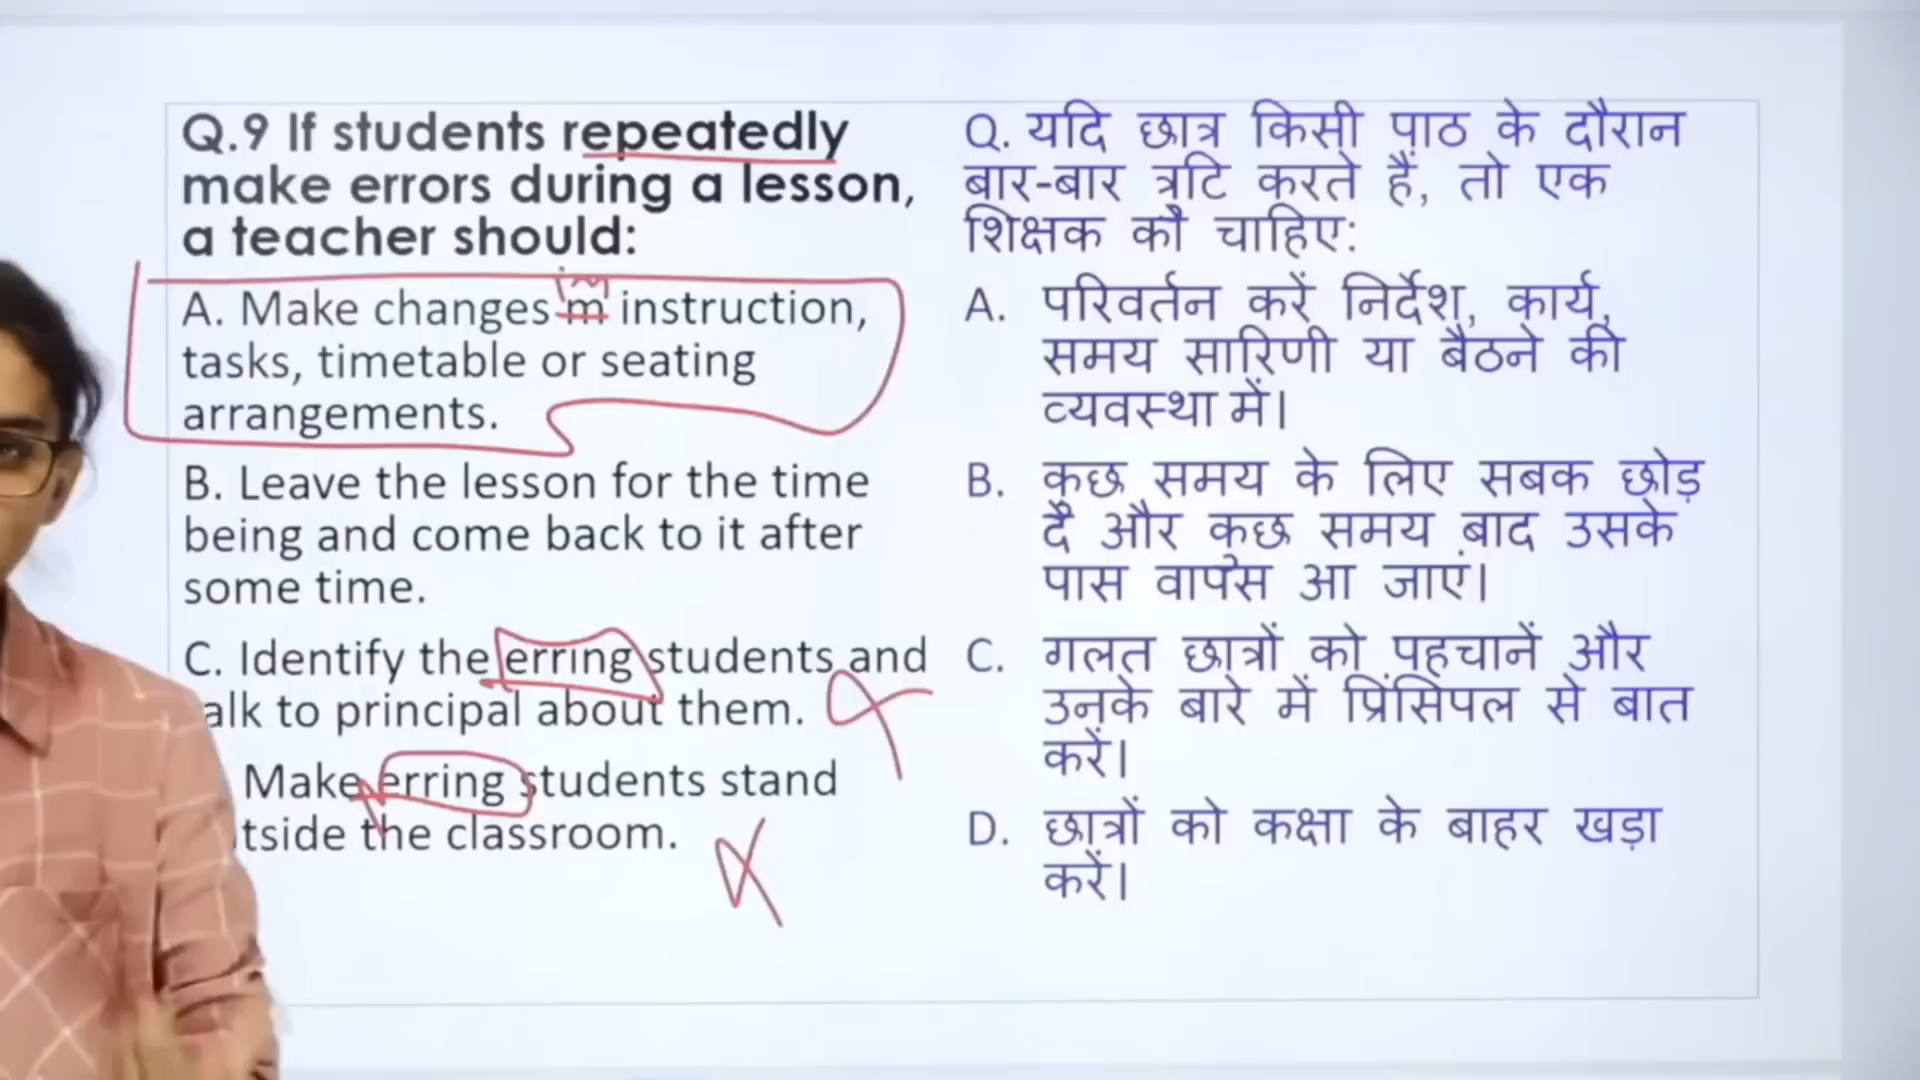 Q.9 If students repeatedly
make errors during a lesson,
a teacher should:
A. Make changes m instruction,
in
tasks, timetable or seating
arrangements.
B. Leave the lesson for the time
being and come back to it after
some time.
C. Identify the erring students and
alk to principal about them.
Make erring students stand
tside the classroom.
Q. यदि छात्र किसी पाठ के दौरान
बार-बार त्रटि करते हैं, तो एक
शिक्षक को चाहिए:
A. परिवर्तन करें निर्देश, कार्य,
समय सारिणी या बैठने की
व्यवस्था में।
B. कुछ समय के लिए सबक छोड़
दें और कुछ समय बाद उसके
पास वापस आ जाएं।
C. गलत छात्रों को पहचानें और
उनके बारे में प्रिंसिपल से बात
करें।
D. छात्रों को कक्षा के बाहर खड़ा
करें।